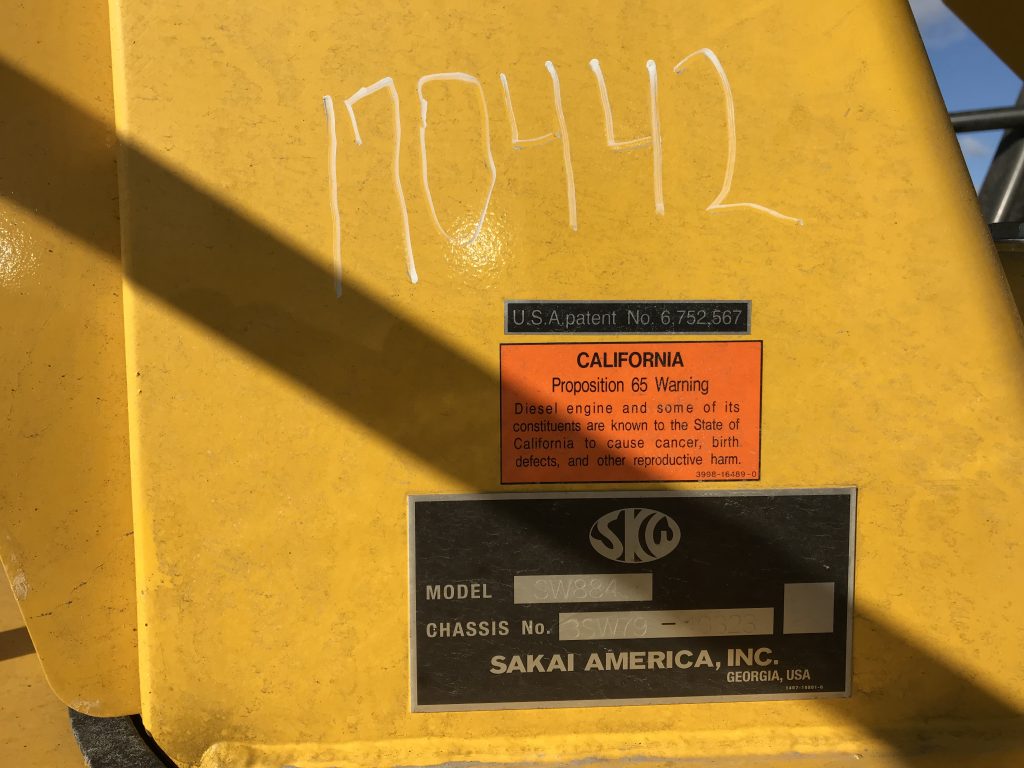 170442
U.S.A.patent No. 6,752,567
CALIFORNIA
Proposition 65 Warning
Diesel engine and some of its
constituents are known to the State of
California to cause cancer, birth
defects, and other reproductive harm.
3998-16489-0
SKW
MODEL SW884
CHASSIS No. 3SW79 -
SAKAI AMERICA, INC.
GEORGIA, USA